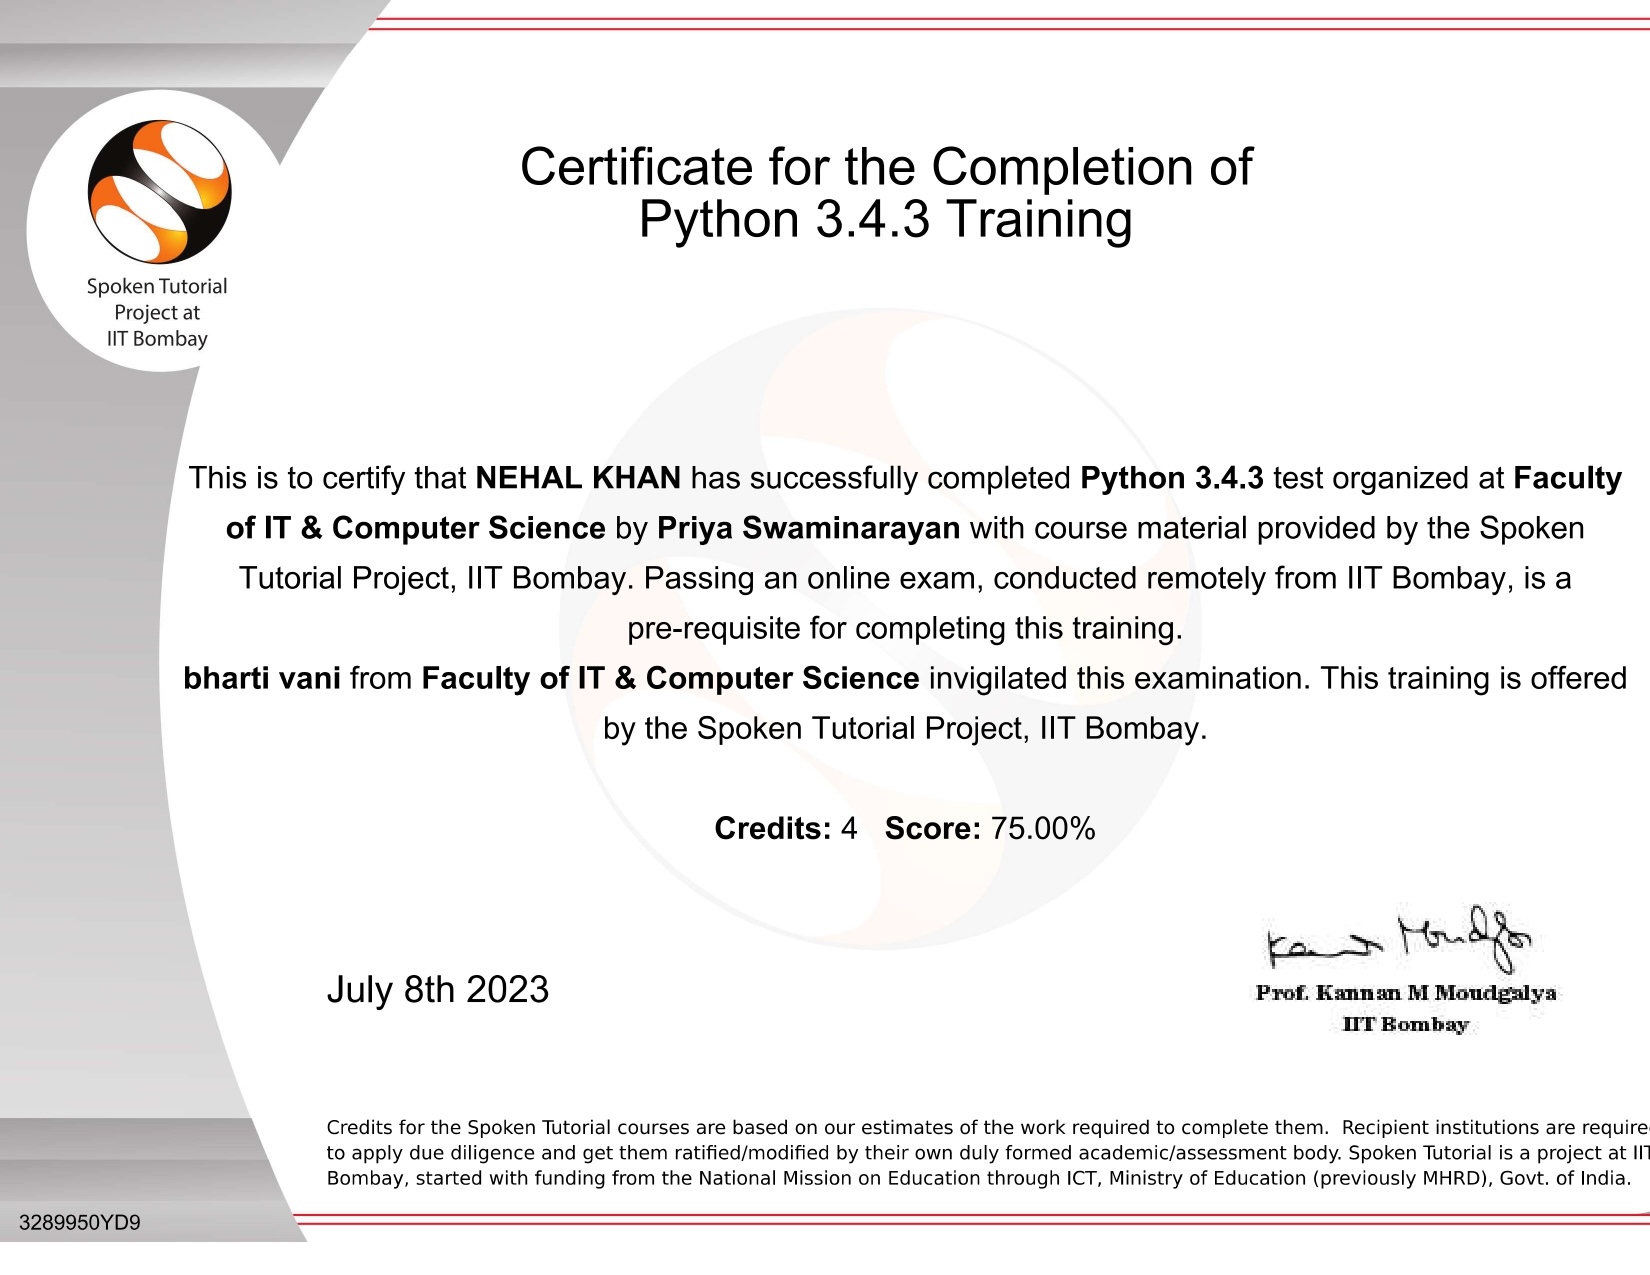 Certificate for the Completion of
Python 3.4.3 Training
Spoken Tutorial
Project at
IIT Bombay
This is to certify that NEHAL KHAN has successfully completed Python 3.4.3 test organized at Faculty
of IT & Computer Science by Priya Swaminarayan with course material provided by the Spoken
Tutorial Project, IIT Bombay. Passing an online exam, conducted remotely from IIT Bombay, is a
pre-requisite for completing this training.
bharti vani from Faculty of IT & Computer Science invigilated this examination. This training is offered
by the Spoken Tutorial Project, IIT Bombay.
Credits: 4 Score: 75.00%
July 8th 2023
Prof. Kannan M Moudgalya
IIT Bombay
Credits for the Spoken Tutorial courses are based on our estimates of the work required to complete them. Recipient institutions are require
to apply due diligence and get them ratified/modified by their own duly formed academic/assessment body. Spoken Tutorial is a project at IIT
Bombay, started with funding from the National Mission on Education through ICT, Ministry of Education (previously MHRD), Govt. of India.
3289950YD9